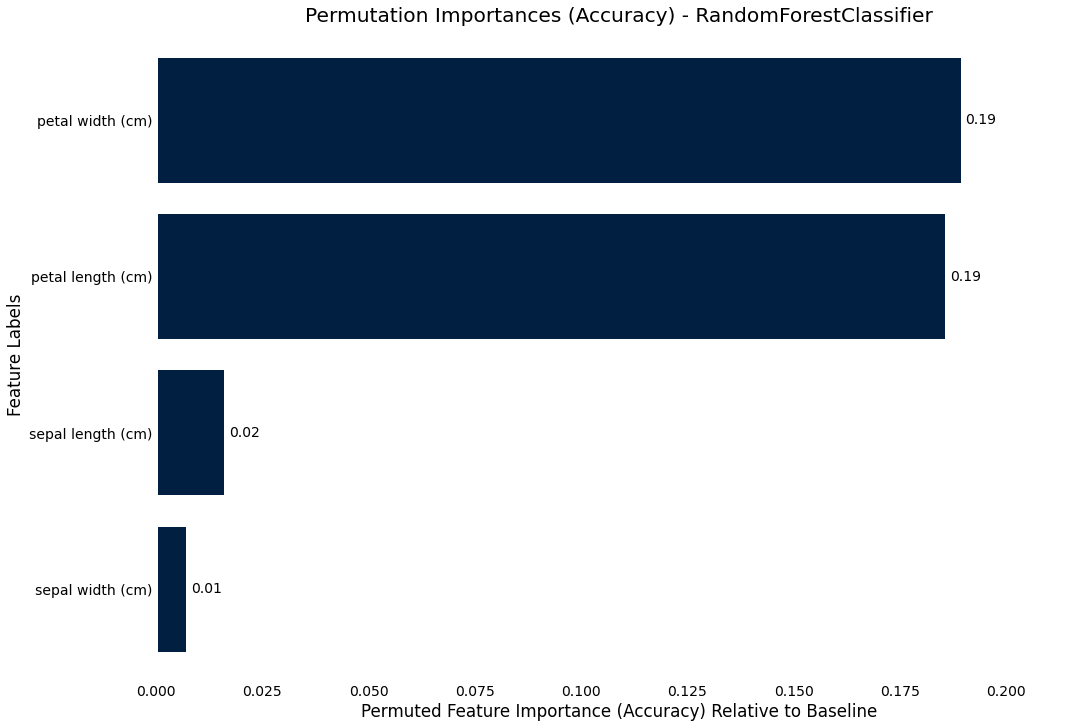 Permutation Importances (Accuracy) - RandomForestClassifier
petal width (cm)
0.19
petal length (cm)
0.19
Feature Labels
sepal length (cm)
0.02
sepal width (cm)
0.01
0.000 0.025 0.050 0.075 0.100 0.125 0.150 0.175 0.200
Permuted Feature Importance (Accuracy) Relative to Baseline